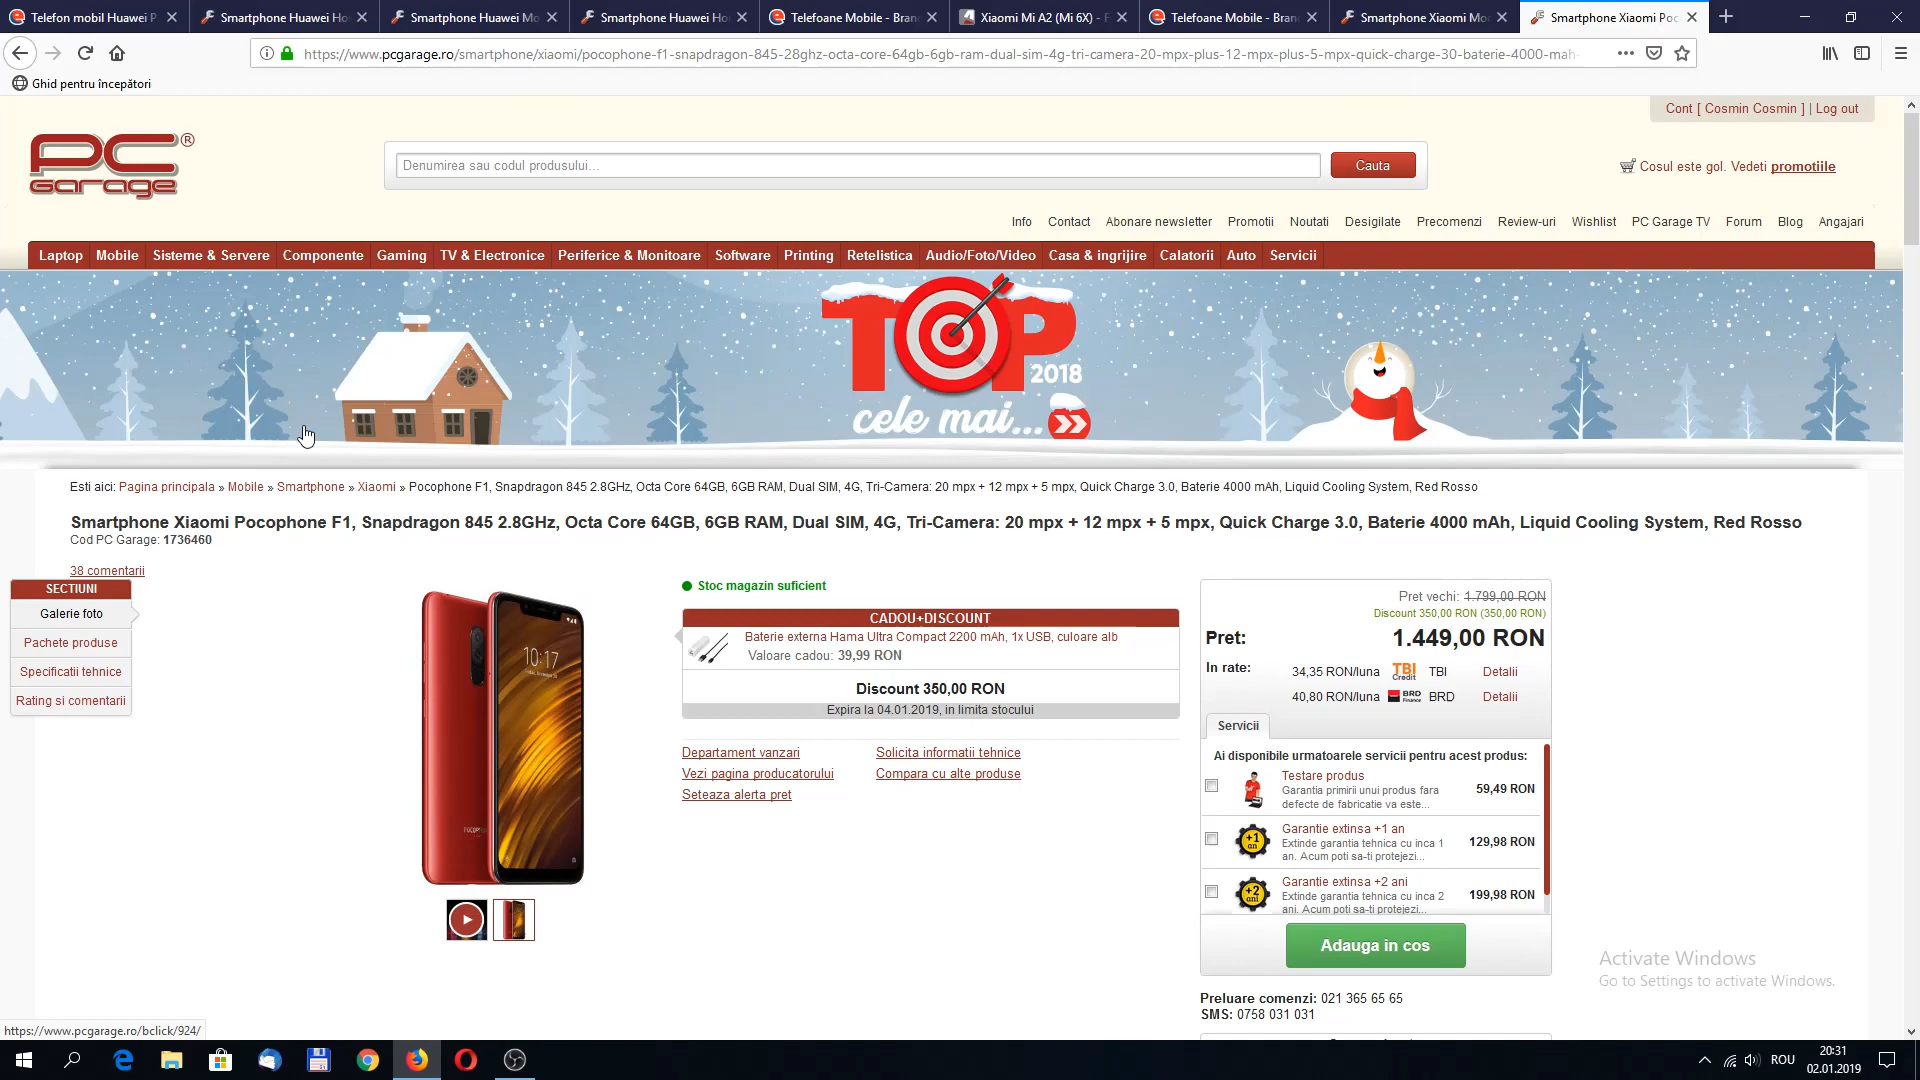 Telefon mobil Huawei P
Smartphone Huawei Ho
Smartphone Huawei Mo
Smartphone Huawei Ho
Telefoane Mobile - Bran
Xiaomi Mi A2 (Mi 6X) - F
Telefoane Mobile - Bran
Smartphone Xiaomi Mo
Smartphone Xiaomi Poc
https://www.pcgarage.ro/smartphone/xiaomi/pocophone-f1-snapdragon-845-28ghz-octa-core-64gb-6gb-ram-dual-sim-4g-tri-camera-20-mpx-plus-12-mpx-plus-5-mpx-quick-charge-30-baterie-4000-mah-
Ghid pentru începători
Cont [ Cosmin Cosmin ] | Log out
PC Garage ®
Denumirea sau codul produsului...
Cauta
Cosul este gol. Vedeti promotiile
Info Contact Abonare newsletter Promotii Noutati Desigilate Precomenzi Review-uri Wishlist PC Garage TV Forum Blog Angajari
Laptop Mobile Sisteme & Servere Componente Gaming TV & Electronice Periferice & Monitoare Software Printing Retelistica Audio/Foto/Video Casa & ingrijire Calatorii Auto Servicii
TOP
2018
cele mai...
Esti aici: Pagina principala » Mobile » Smartphone » Xiaomi » Pocophone F1, Snapdragon 845 2.8GHz, Octa Core 64GB, 6GB RAM, Dual SIM, 4G, Tri-Camera: 20 mpx + 12 mpx + 5 mpx, Quick Charge 3.0, Baterie 4000 mAh, Liquid Cooling System, Red Rosso
Smartphone Xiaomi Pocophone F1, Snapdragon 845 2.8GHz, Octa Core 64GB, 6GB RAM, Dual SIM, 4G, Tri-Camera: 20 mpx + 12 mpx + 5 mpx, Quick Charge 3.0, Baterie 4000 mAh, Liquid Cooling System, Red Rosso
Cod PC Garage: 1736460
38 comentarii
SECTIUNI
Galerie foto
Pachete produse
Specificatii tehnice
Rating si comentarii
10:17
Stoc magazin suficient
CADOU+DISCOUNT
Baterie externa Hama Ultra Compact 2200 mAh, 1x USB, culoare alb
Valoare cadou: 39,99 RON
Discount 350,00 RON
Expira la 04.01.2019, in limita stocului
Departament vanzari
Solicita informatii tehnice
Vezi pagina producatorului
Compara cu alte produse
Seteaza alerta pret
Pret vechi: 1.799,00 RON
Discount 350,00 RON (350,00 RON)
Pret: 1.449,00 RON
In rate: 34,35 RON/luna TBI Credit TBI Detalii
40,80 RON/luna BRD Finance BRD Detalii
Servicii
Ai disponibile urmatoarele servicii pentru acest produs:
Testare produs
Garantia primirii unui produs fara
defecte de fabricatie va este...
59,49 RON
+1 an
Garantie extinsa +1 an
Extinde garantia tehnica cu inca 1
an. Acum poti sa-ti protejezi...
129,98 RON
+2 ani
Garantie extinsa +2 ani
Extinde garantia tehnica cu inca 2
ani. Acum poti sa-ti protejezi...
199,98 RON
Adauga in cos
Preluare comenzi: 021 365 65 65
SMS: 0758 031 031
Activate Windows
Go to Settings to activate Windows.
https://www.pcgarage.ro/bclick/924/
ROU
20:31
02.01.2019